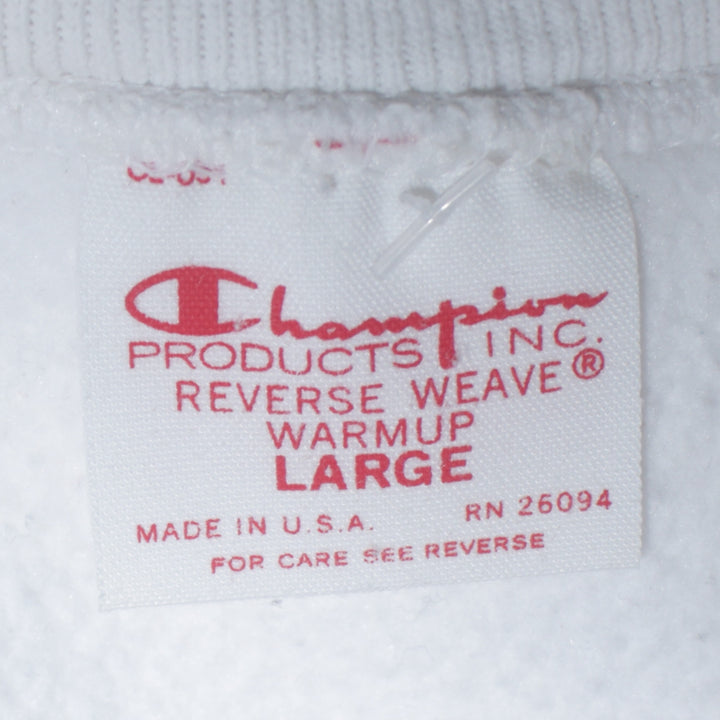 Champion
PRODUCTS INC.
REVERSE WEAVE®
WARMUP
LARGE
MADE IN U.S.A. RN 26094
FOR CARE SEE REVERSE